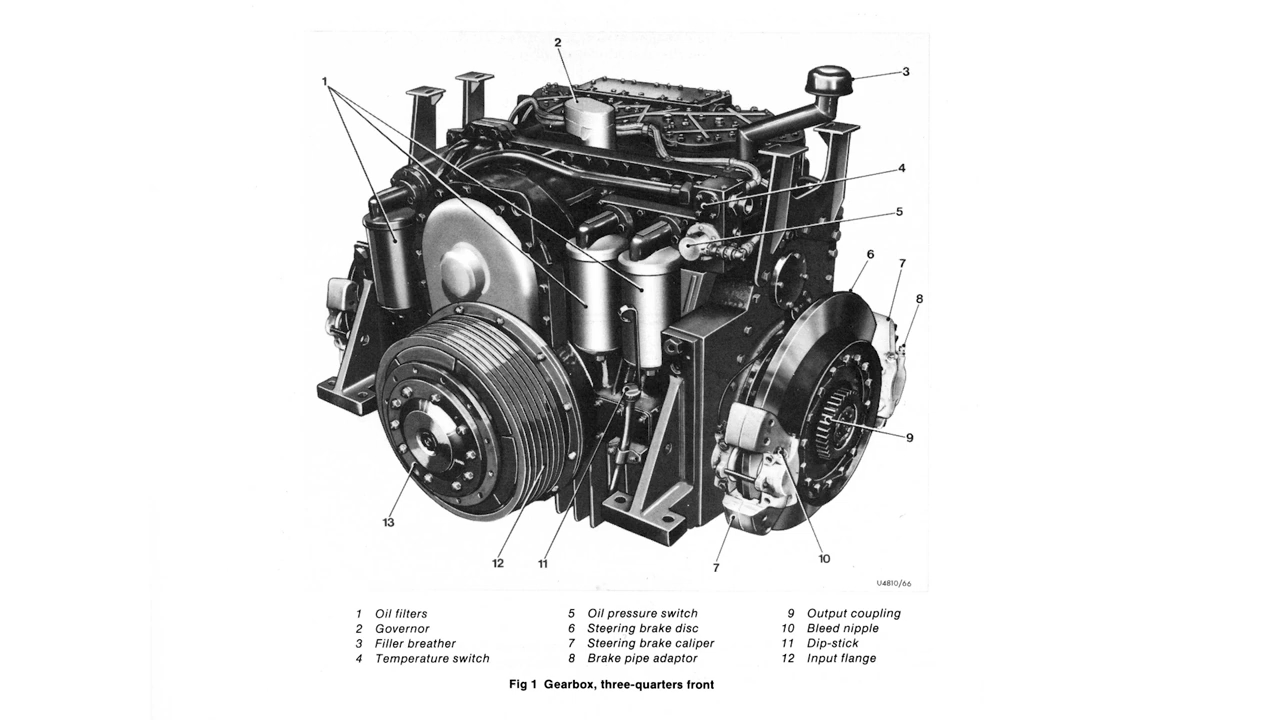 2
1
3
4
5
6
7
8
9
13
12
11
7
10
U4810/66
1 Oil filters
2 Governor
3 Filler breather
4 Temperature switch
5 Oil pressure switch
6 Steering brake disc
7 Steering brake caliper
8 Brake pipe adaptor
9 Output coupling
10 Bleed nipple
11 Dip-stick
12 Input flange
Fig 1 Gearbox, three-quarters front